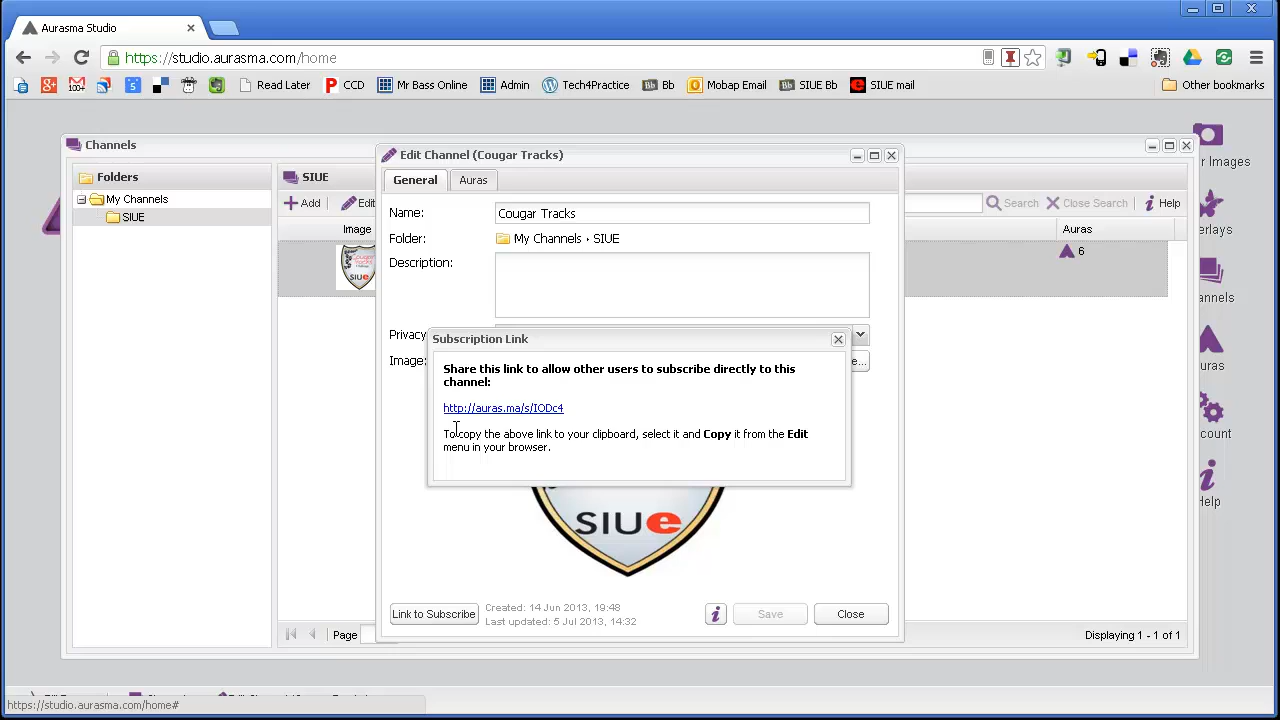 Aurasma Studio
https://studio.aurasma.com/home
Read Later
CCD
Mr Bass Online
Admin
Tech4Practice
Bb
Mobap Email
SIUE Bb
SIUE mail
Other bookmarks
Channels
Folders
My Channels
SIUE
SIUE
Add
Edit
Search
Close Search
Help
Image
Auras
6
Edit Channel (Cougar Tracks)
General
Auras
Name:
Cougar Tracks
Folder:
My Channels › SIUE
Description:
Privacy
Image:
e...
Subscription Link
Share this link to allow other users to subscribe directly to this
channel:
http://auras.ma/s/IODc4
To copy the above link to your clipboard, select it and Copy it from the Edit
menu in your browser.
SIUe
Link to Subscribe
Created: 14 Jun 2013, 19:48
Last updated: 5 Jul 2013, 14:32
Save
Close
Page
Displaying 1 - 1 of 1
r Images
erlays
annels
uras
count
Help
https://studio.aurasma.com/home#